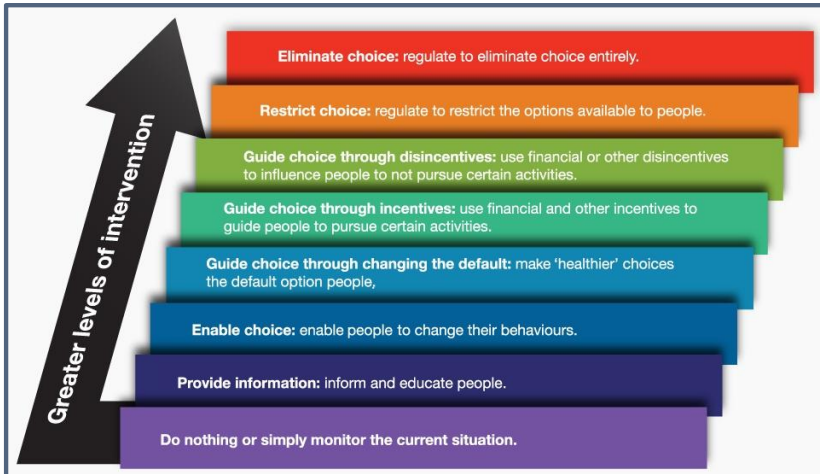 Greater levels of intervention
Eliminate choice: regulate to eliminate choice entirely.
Restrict choice: regulate to restrict the options available to people.
Guide choice through disincentives: use financial or other disincentives
to influence people to not pursue certain activities.
Guide choice through incentives: use financial and other incentives to
guide people to pursue certain activities.
Guide choice through changing the default: make ‘healthier’ choices
the default option people,
Enable choice: enable people to change their behaviours.
Provide information: inform and educate people.
Do nothing or simply monitor the current situation.